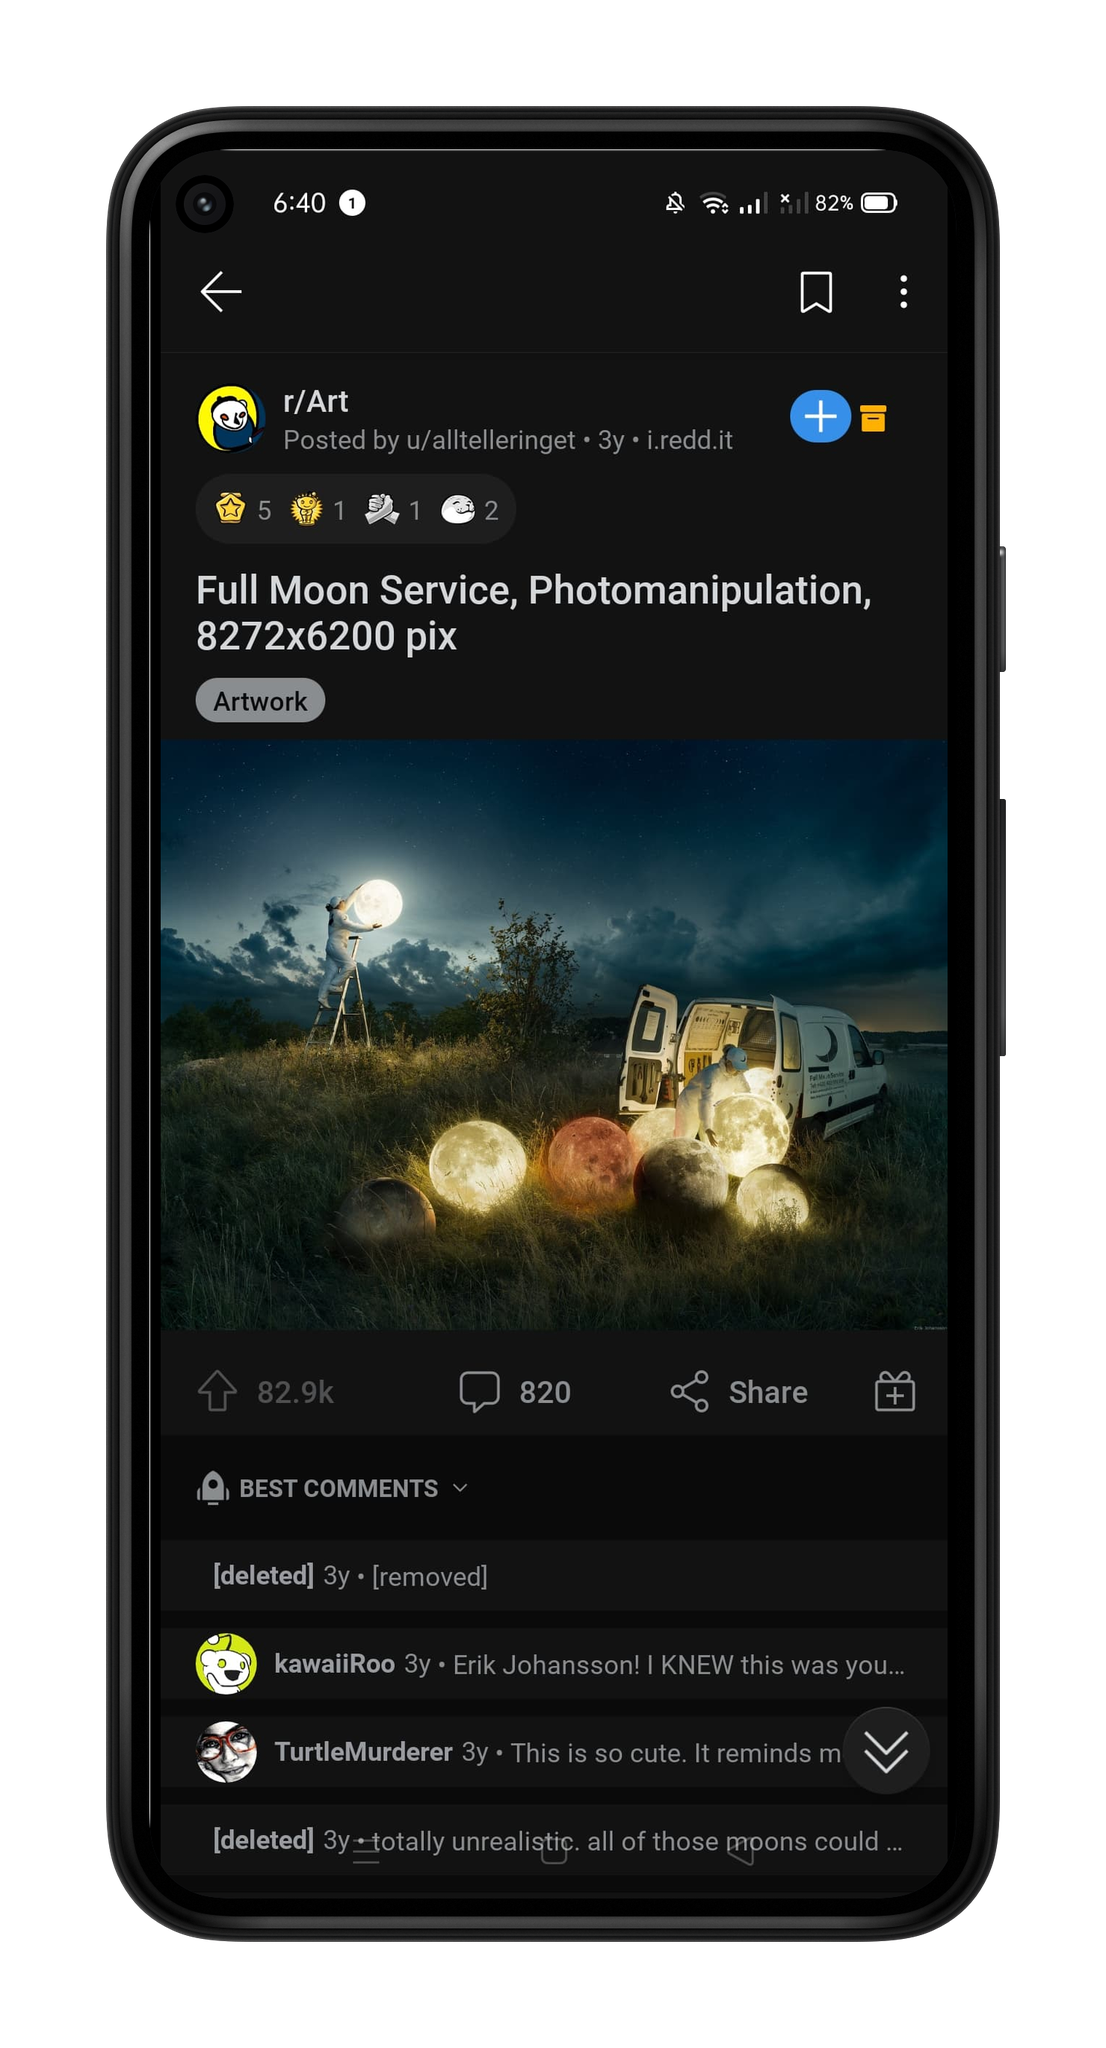 6:40 1 82%
r/Art
Posted by u/alltelleringet • 3y • i.redd.it
5 1 1 2
Full Moon Service, Photomanipulation,
8272x6200 pix
Artwork
82.9k 820 Share
BEST COMMENTS
[deleted] 3y • [removed]
kawaiiRoo 3y • Erik Johansson! I KNEW this was you...
TurtleMurderer 3y • This is so cute. It reminds m
[deleted] 3y • totally unrealistic. all of those moons could ...